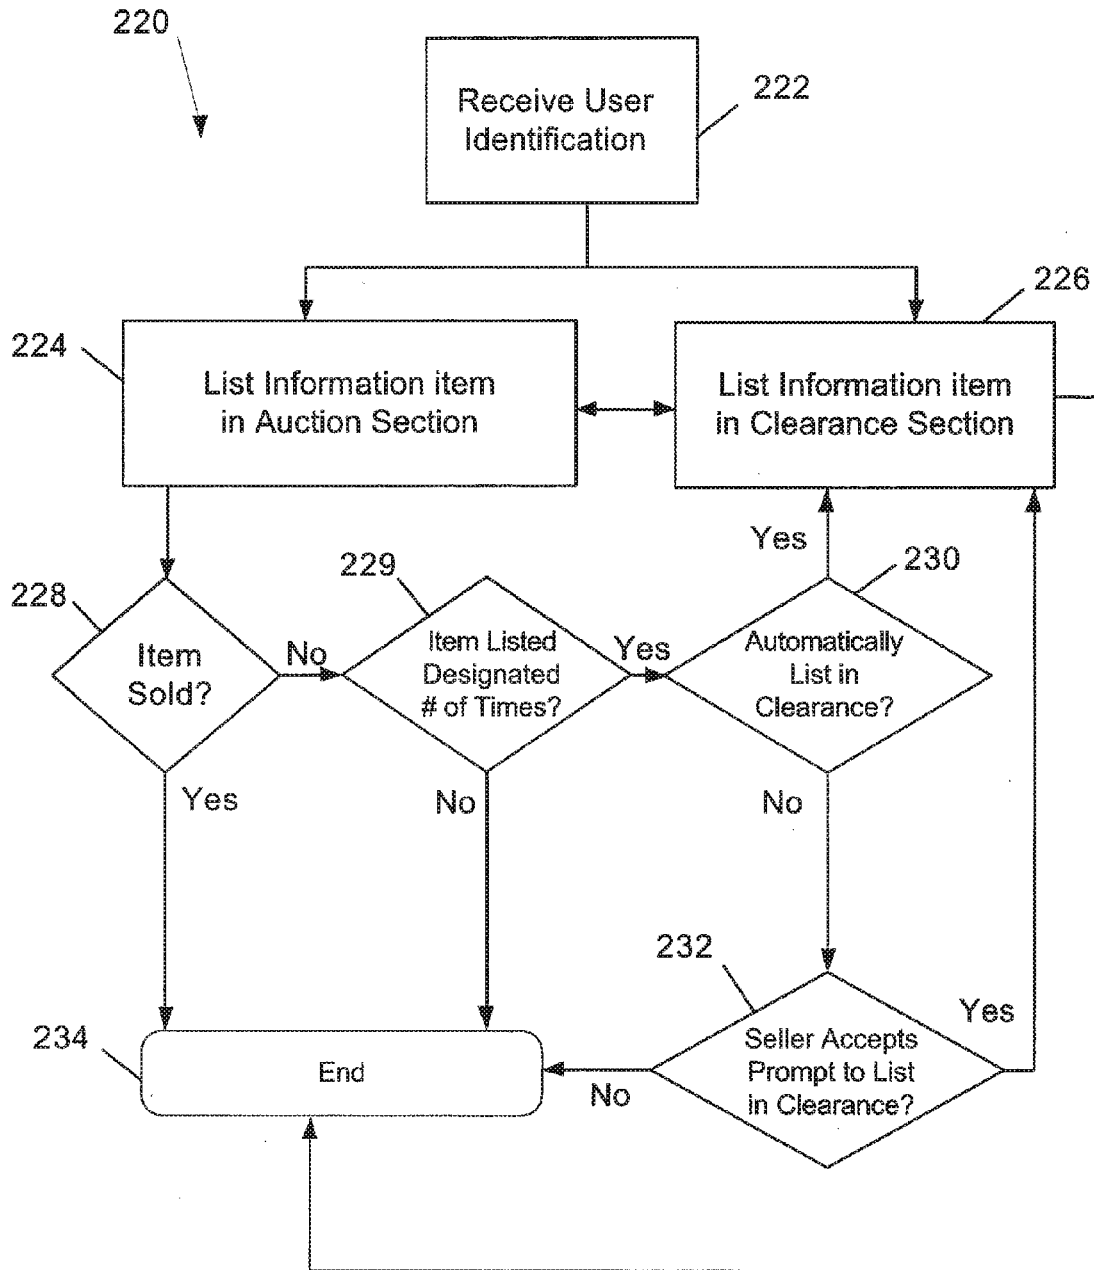 220
Receive User
Identification
222
226
224
List Information item
in Auction Section
List Information item
in Clearance Section
Yes
228
229
230
Item
Sold?
No
Item Listed
Designated
# of Times?
Yes
Automatically
List in
Clearance?
Yes
No
No
232
Yes
234
End
No
Seller Accepts
Prompt to List
in Clearance?